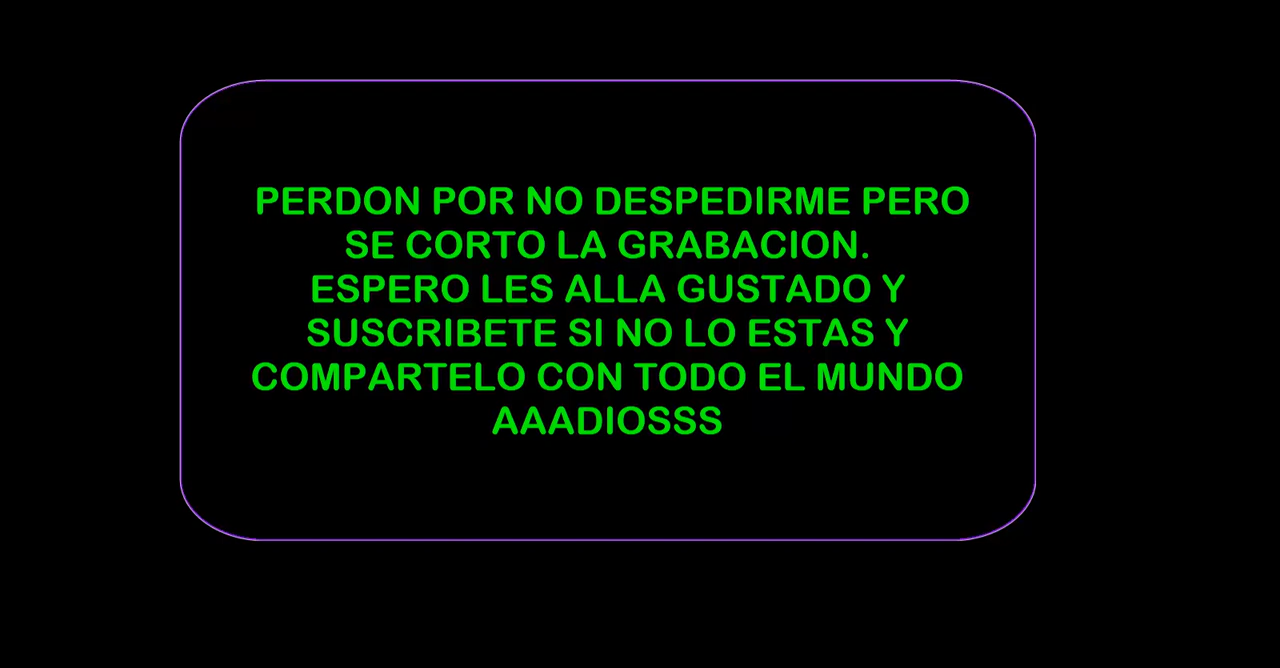 PERDON POR NO DESPEDIRME PERO
SE CORTO LA GRABACION.
ESPERO LES ALLA GUSTADO Y
SUSCRIBETE SI NO LO ESTAS Y
COMPARTELO CON TODO EL MUNDO
AAADIOSSS